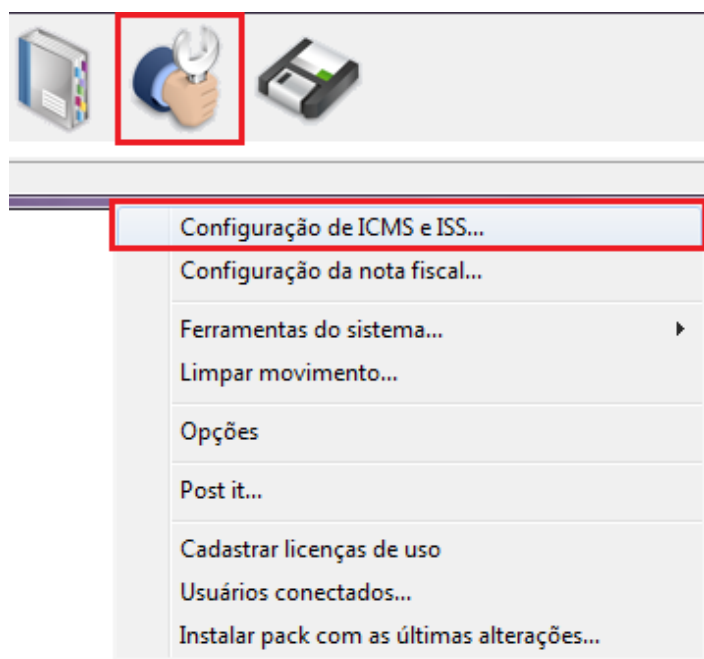 Configuração de ICMS e ISS...
Configuração da nota fiscal...
Ferramentas do sistema...
Limpar movimento...
Opções
Post it...
Cadastrar licenças de uso
Usuários conectados...
Instalar pack com as últimas alterações...